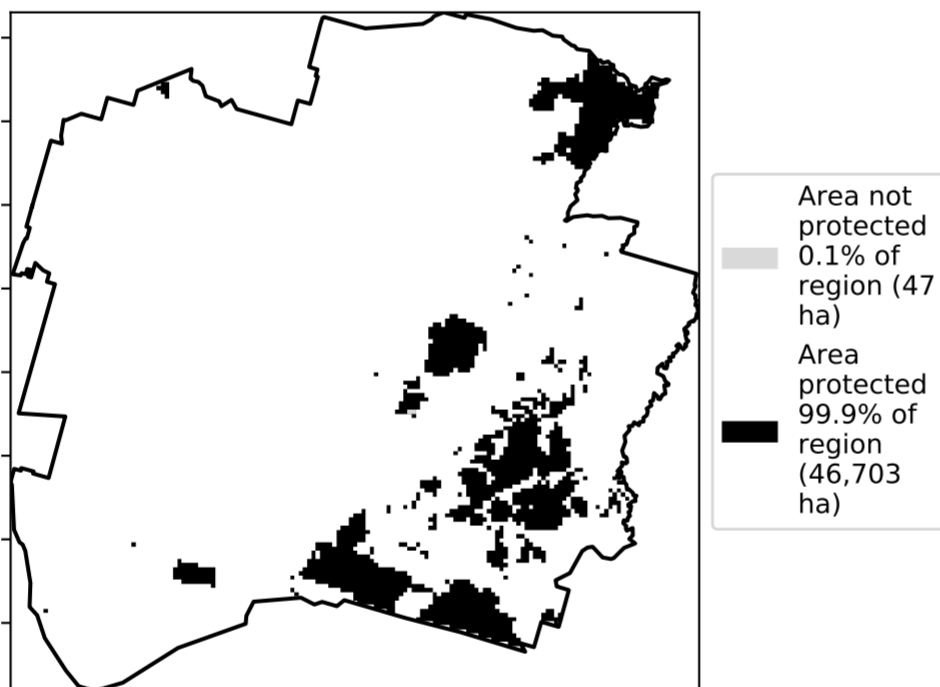 Area not
protected
0.1% of
region (47
ha)
Area
protected
99.9% of
region
(46,703
ha)